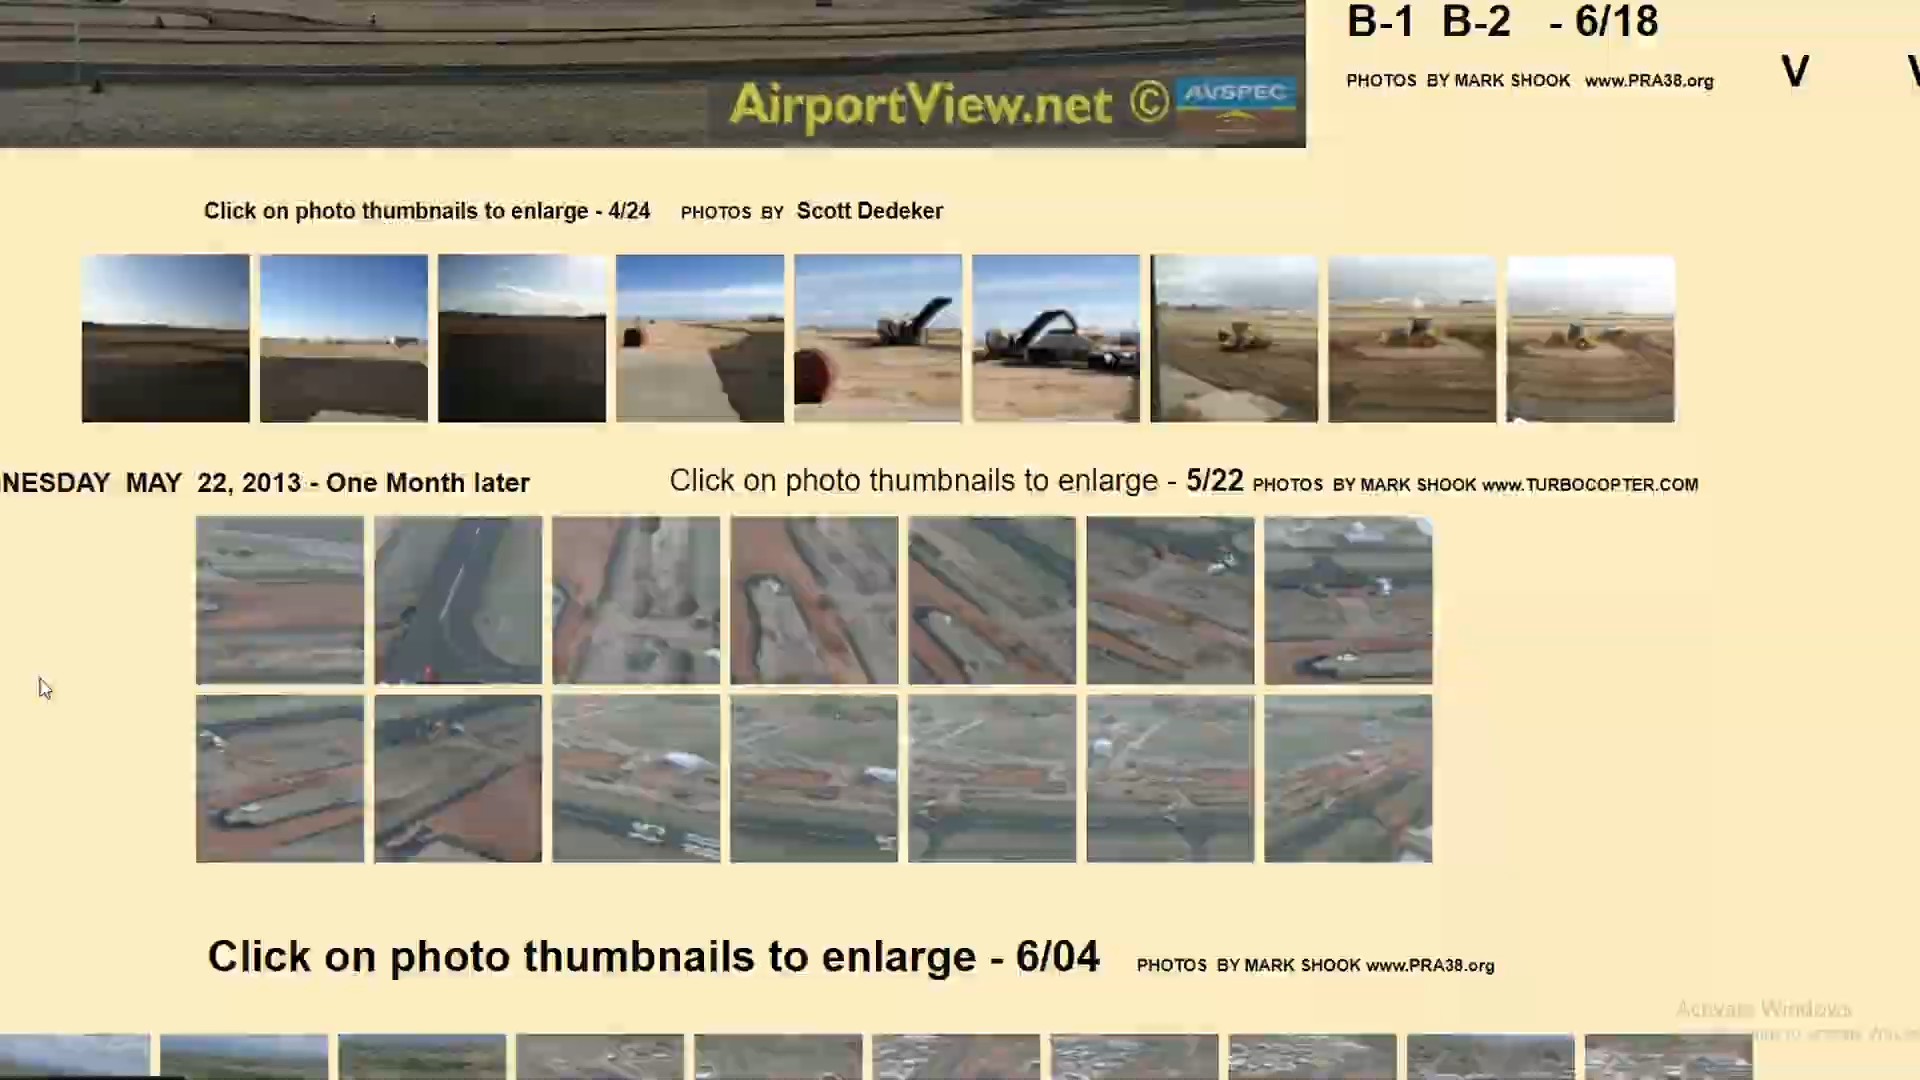 B-1 B-2 - 6/18
PHOTOS BY MARK SHOOK www.PRA38.org
V
AirportView.net ©
AVSPEC
Click on photo thumbnails to enlarge - 4/24 PHOTOS BY Scott Dedeker
NESDAY MAY 22, 2013 - One Month later
Click on photo thumbnails to enlarge - 5/22 PHOTOS BY MARK SHOOK www.TURBOCOPTER.COM
Click on photo thumbnails to enlarge - 6/04 PHOTOS BY MARK SHOOK www.PRA38.org
Activate Windows